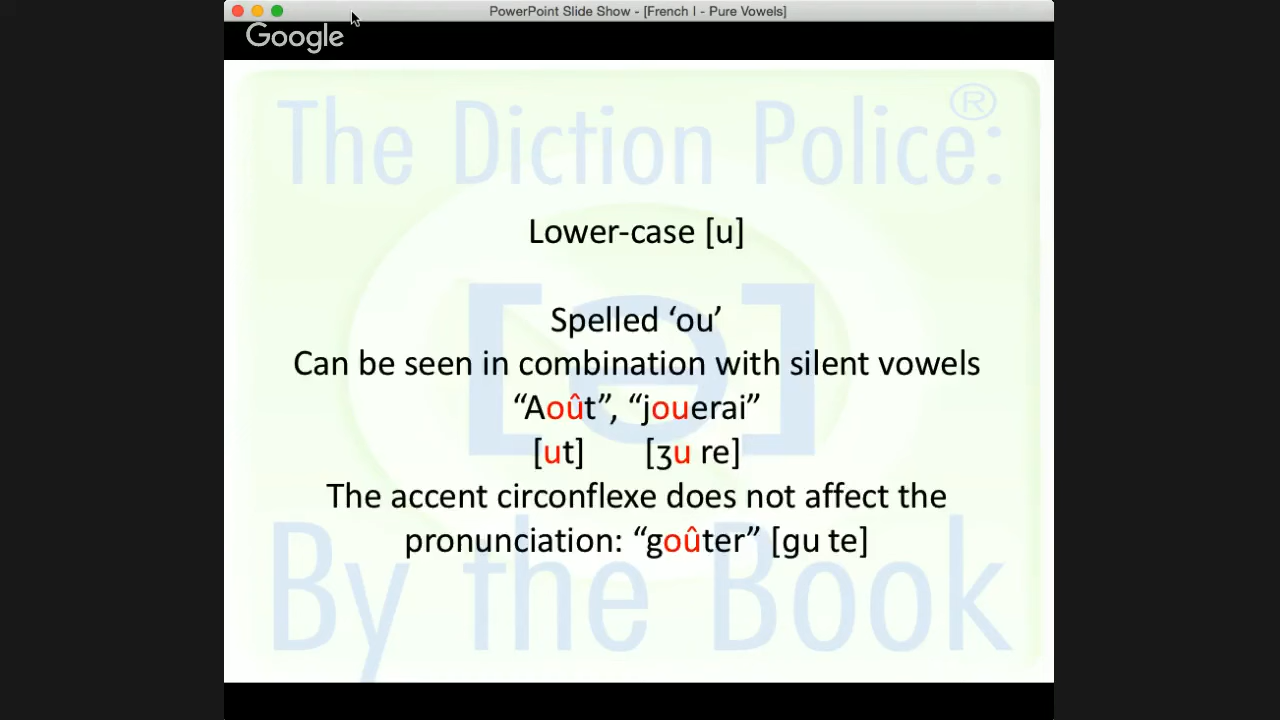 PowerPoint Slide Show - [French I - Pure Vowels]
Google
The Diction Police®:
Lower-case [u]
[ə]
Spelled ‘ou’
Can be seen in combination with silent vowels
“Août”, “jouerai”
[ut] [ʒu re]
The accent circonflexe does not affect the
pronunciation: “goûter” [gu te]
By the Book